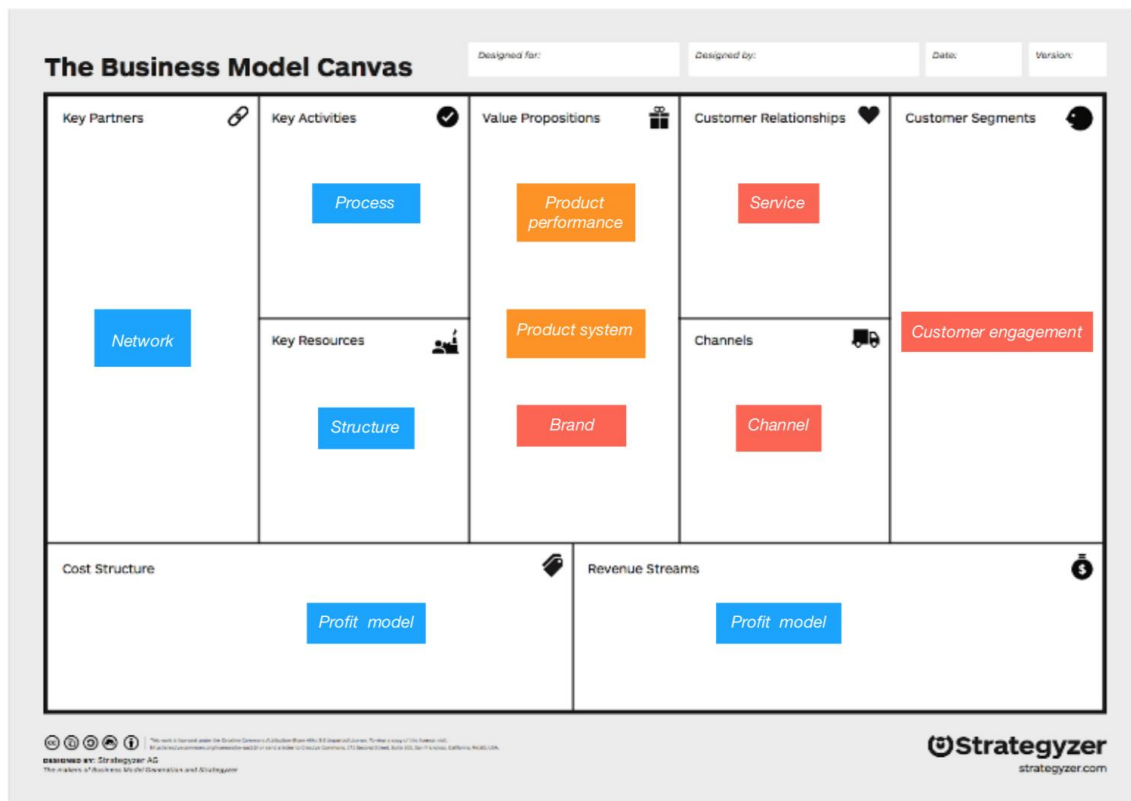 The Business Model Canvas
Designed for:
Designed by:
Date:
Version:
Key Partners
Network
Key Activities
Process
Key Resources
Structure
Value Propositions
Product
performance
Product system
Brand
Customer Relationships
Service
Channels
Channel
Customer Segments
Customer engagement
Cost Structure
Profit model
Revenue Streams
$
Profit model
cc
DESIGNED BY: Strategyzer AG
The makers of Business Model Generation and Strategyzer
Strategyzer
strategyzer.com